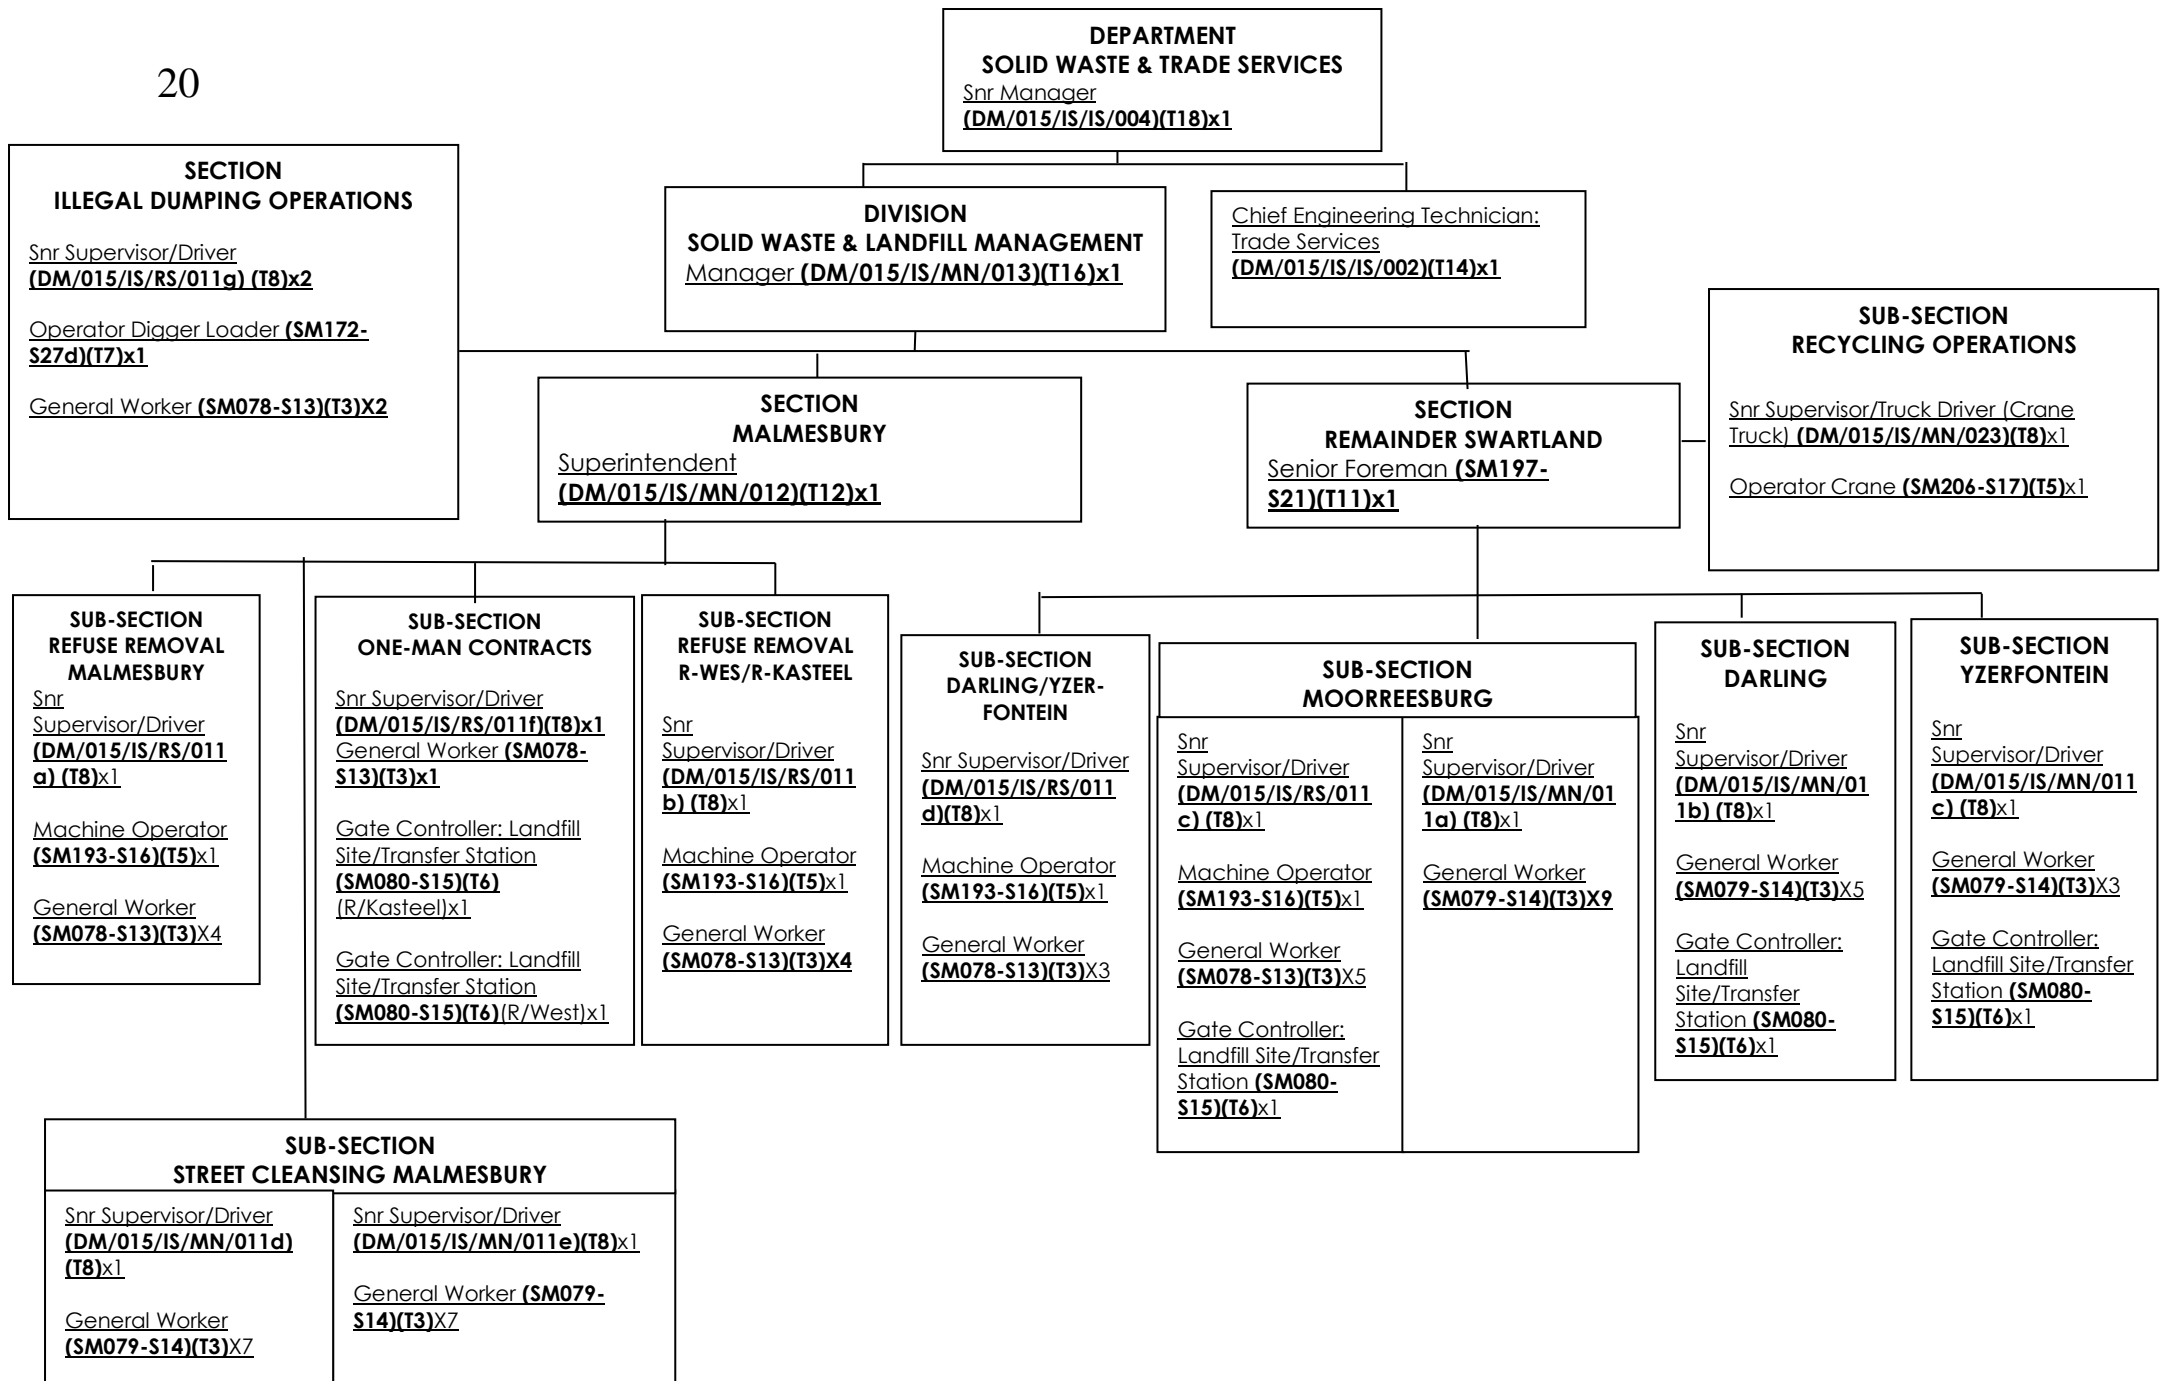 20
DEPARTMENT
SOLID WASTE & TRADE SERVICES
Snr Manager
(DM/015/IS/IS/004)(T18)x1
SECTION
ILLEGAL DUMPING OPERATIONS
Snr Supervisor/Driver
(DM/015/IS/RS/011g) (T8)x2
Operator Digger Loader (SM172-
S27d)(T7)x1
General Worker (SM078-S13)(T3)X2
DIVISION
SOLID WASTE & LANDFILL MANAGEMENT
Manager (DM/015/IS/MN/013)(T16)x1
Chief Engineering Technician:
Trade Services
(DM/015/IS/IS/002)(T14)x1
SUB-SECTION
RECYCLING OPERATIONS
Snr Supervisor/Truck Driver (Crane
Truck) (DM/015/IS/MN/023)(T8)x1
Operator Crane (SM206-S17)(T5)x1
SECTION
MALMESBURY
Superintendent
(DM/015/IS/MN/012)(T12)x1
SECTION
REMAINDER SWARTLAND
Senior Foreman (SM197-
S21)(T11)x1
SUB-SECTION
REFUSE REMOVAL
MALMESBURY
Snr
Supervisor/Driver
(DM/015/IS/RS/011
a) (T8)x1
Machine Operator
(SM193-S16)(T5)x1
General Worker
(SM078-S13)(T3)X4
SUB-SECTION
ONE-MAN CONTRACTS
Snr Supervisor/Driver
(DM/015/IS/RS/011f)(T8)x1
General Worker (SM078-
S13)(T3)x1
Gate Controller: Landfill
Site/Transfer Station
(SM080-S15)(T6)
(R/Kasteel)x1
Gate Controller: Landfill
Site/Transfer Station
(SM080-S15)(T6)(R/West)x1
SUB-SECTION
REFUSE REMOVAL
R-WES/R-KASTEEL
Snr
Supervisor/Driver
(DM/015/IS/RS/011
b) (T8)x1
Machine Operator
(SM193-S16)(T5)x1
General Worker
(SM078-S13)(T3)X4
SUB-SECTION
DARLING/YZER-
FONTEIN
Snr Supervisor/Driver
(DM/015/IS/RS/011
d)(T8)x1
Machine Operator
(SM193-S16)(T5)x1
General Worker
(SM078-S13)(T3)X3
SUB-SECTION
MOORREESBURG
Snr
Supervisor/Driver
(DM/015/IS/RS/011
c) (T8)x1
Machine Operator
(SM193-S16)(T5)x1
General Worker
(SM078-S13)(T3)X5
Gate Controller:
Landfill Site/Transfer
Station (SM080-
S15)(T6)x1
Snr
Supervisor/Driver
(DM/015/IS/MN/01
1a) (T8)x1
General Worker
(SM079-S14)(T3)X9
SUB-SECTION
DARLING
Snr
Supervisor/Driver
(DM/015/IS/MN/01
1b) (T8)x1
General Worker
(SM079-S14)(T3)X5
Gate Controller:
Landfill
Site/Transfer
Station (SM080-
S15)(T6)x1
SUB-SECTION
YZERFONTEIN
Snr
Supervisor/Driver
(DM/015/IS/MN/011
c) (T8)x1
General Worker
(SM079-S14)(T3)X3
Gate Controller:
Landfill Site/Transfer
Station (SM080-
S15)(T6)x1
SUB-SECTION
STREET CLEANSING MALMESBURY
Snr Supervisor/Driver
(DM/015/IS/MN/011d)
(T8)x1
General Worker
(SM079-S14)(T3)X7
Snr Supervisor/Driver
(DM/015/IS/MN/011e)(T8)x1
General Worker (SM079-
S14)(T3)X7